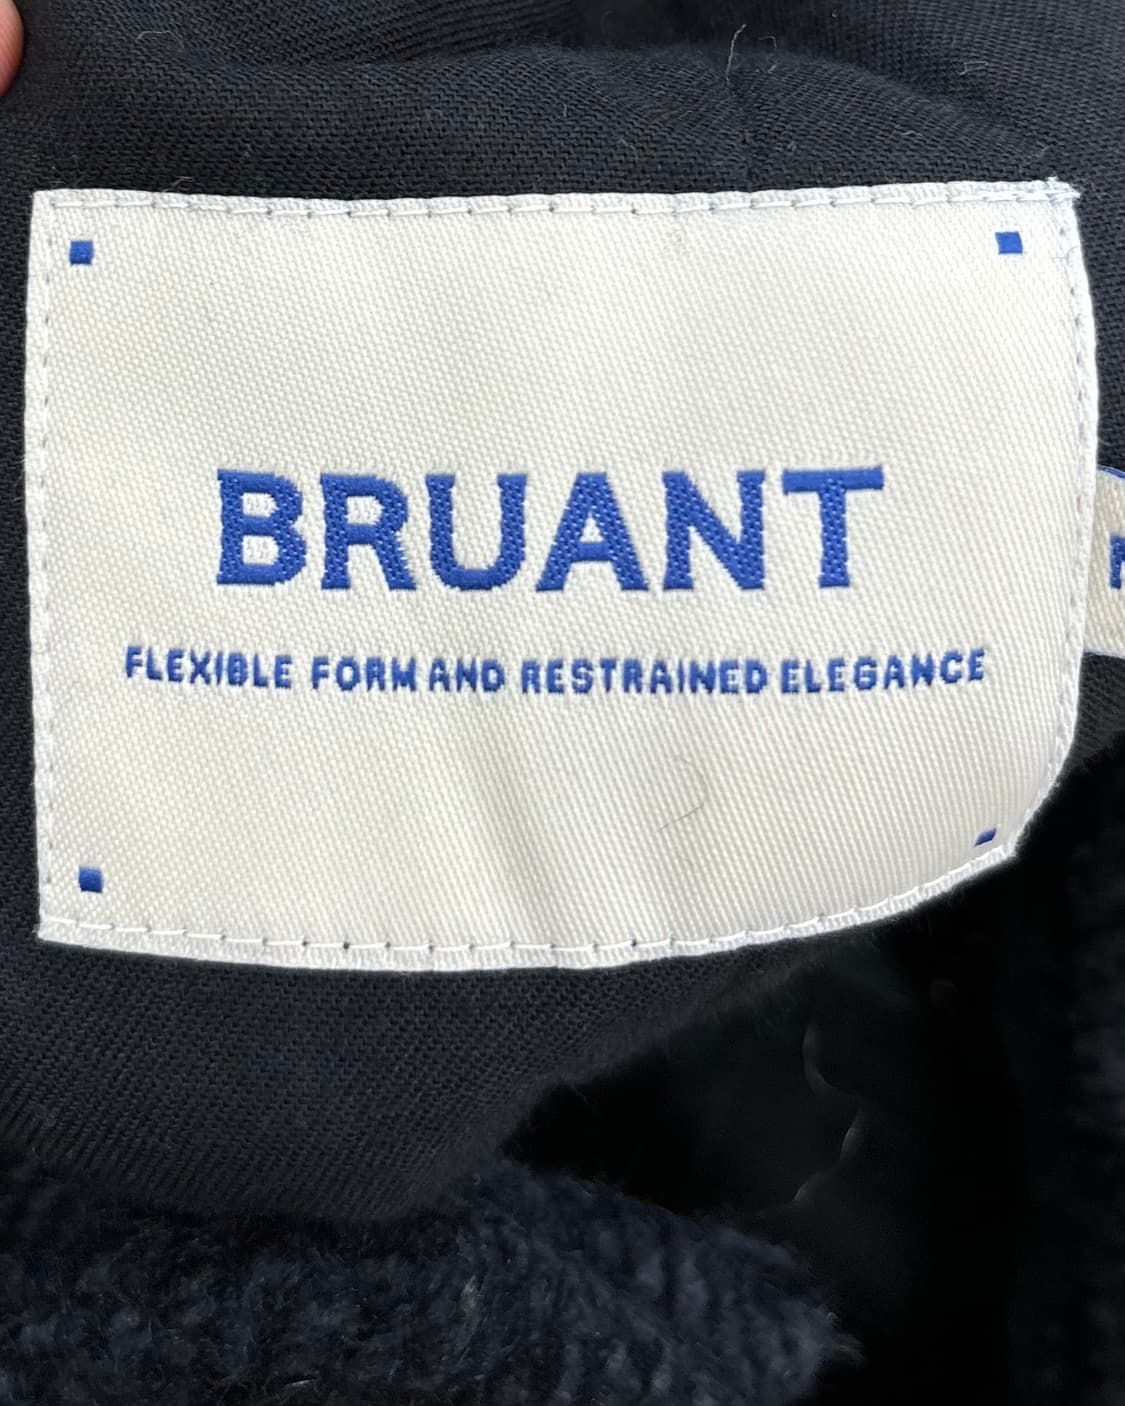 BRUANT
FLEXIBLE FORM AND RESTRAINED ELEGANCE